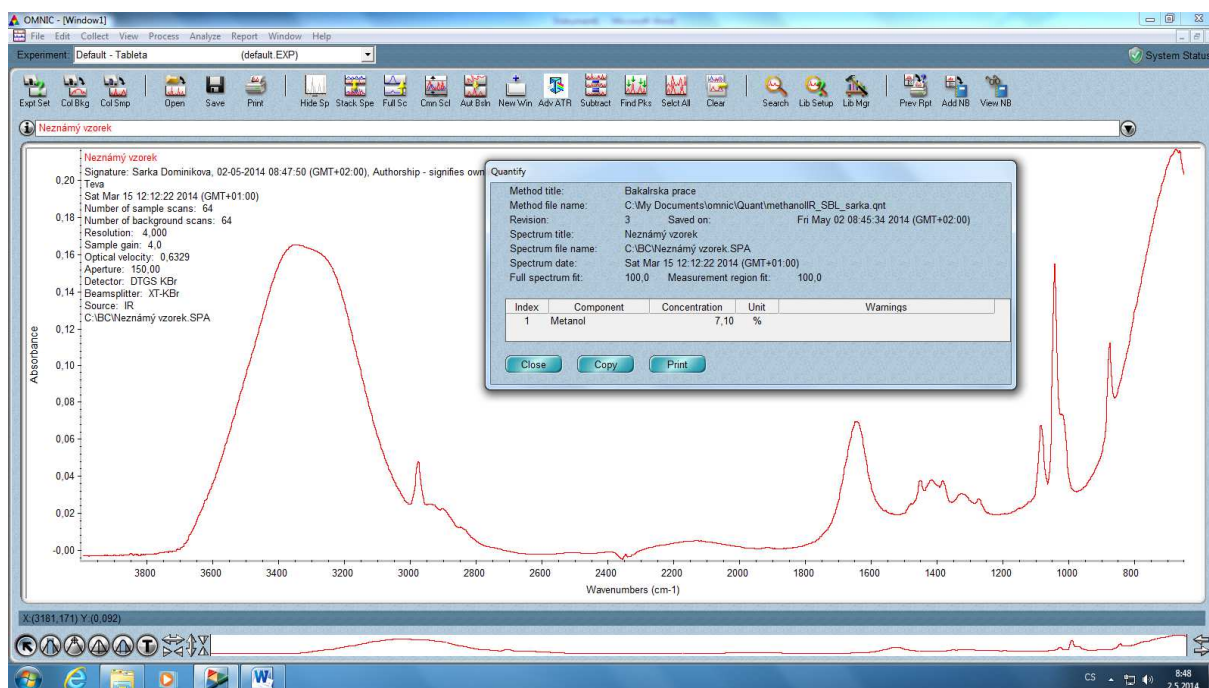 OMNIC - [Window1]
File Edit Collect View Process Analyze Report Window Help
Experiment: Default - Tableta (default.EXP)
System Status
Expt Set Col Bkg Col Smp Open Save Print Hide Sp Stack Spe Full Sc Cmn Scl Aut Bsln New Win Adv ATR Subtract Find Pks Selct All Clear Search Lib Setup Lib Mgr Prev Rpt Add NB View NB
Neznámý vzorek
Neznámý vzorek
Signature: Sarka Dominikova, 02-05-2014 08:47:50 (GMT+02:00), Authorship - signifies own
Teva
Sat Mar 15 12:12:22 2014 (GMT+01:00)
Number of sample scans: 64
Number of background scans: 64
Resolution: 4,000
Sample gain: 4,0
Optical velocity: 0,6329
Aperture: 150,00
Detector: DTGS KBr
Beamsplitter: XT-KBr
Source: IR
C:\BC\Neznámý vzorek.SPA
Quantify
Method title: Bakalrska prace
Method file name: C:\My Documents\omnic\Quant\methanolIR_SBL_sarka.qnt
Revision: 3 Saved on: Fri May 02 08:45:34 2014 (GMT+02:00)
Spectrum title: Neznámý vzorek
Spectrum file name: C:\BC\Neznámý vzorek.SPA
Spectrum date: Sat Mar 15 12:12:22 2014 (GMT+01:00)
Full spectrum fit: 100,0 Measurement region fit: 100,0
Index Component Concentration Unit Warnings
1 Metanol 7,10 %
Close Copy Print
0,20
0,18
0,16
0,14
0,12
0,10
0,08
0,06
0,04
0,02
-0,00
Absorbance
3800 3600 3400 3200 3000 2800 2600 2400 2200 2000 1800 1600 1400 1200 1000 800
Wavenumbers (cm-1)
X:(3181,171) Y:(0,092)
T
CS 8:48
2.5.2014